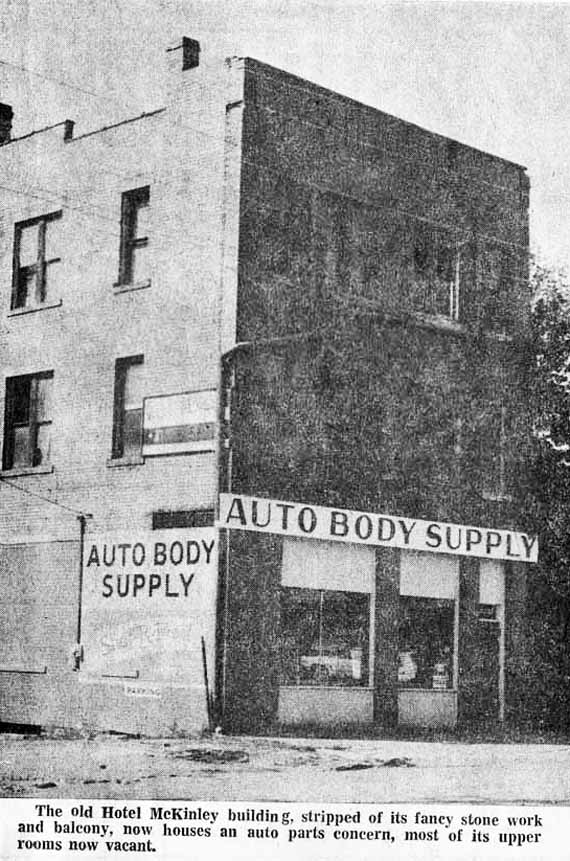 AUTO BODY SUPPLY
AUTO BODY
SUPPLY
PARKING
The old Hotel McKinley building, stripped of its fancy stone work
and balcony, now houses an auto parts concern, most of its upper
rooms now vacant.